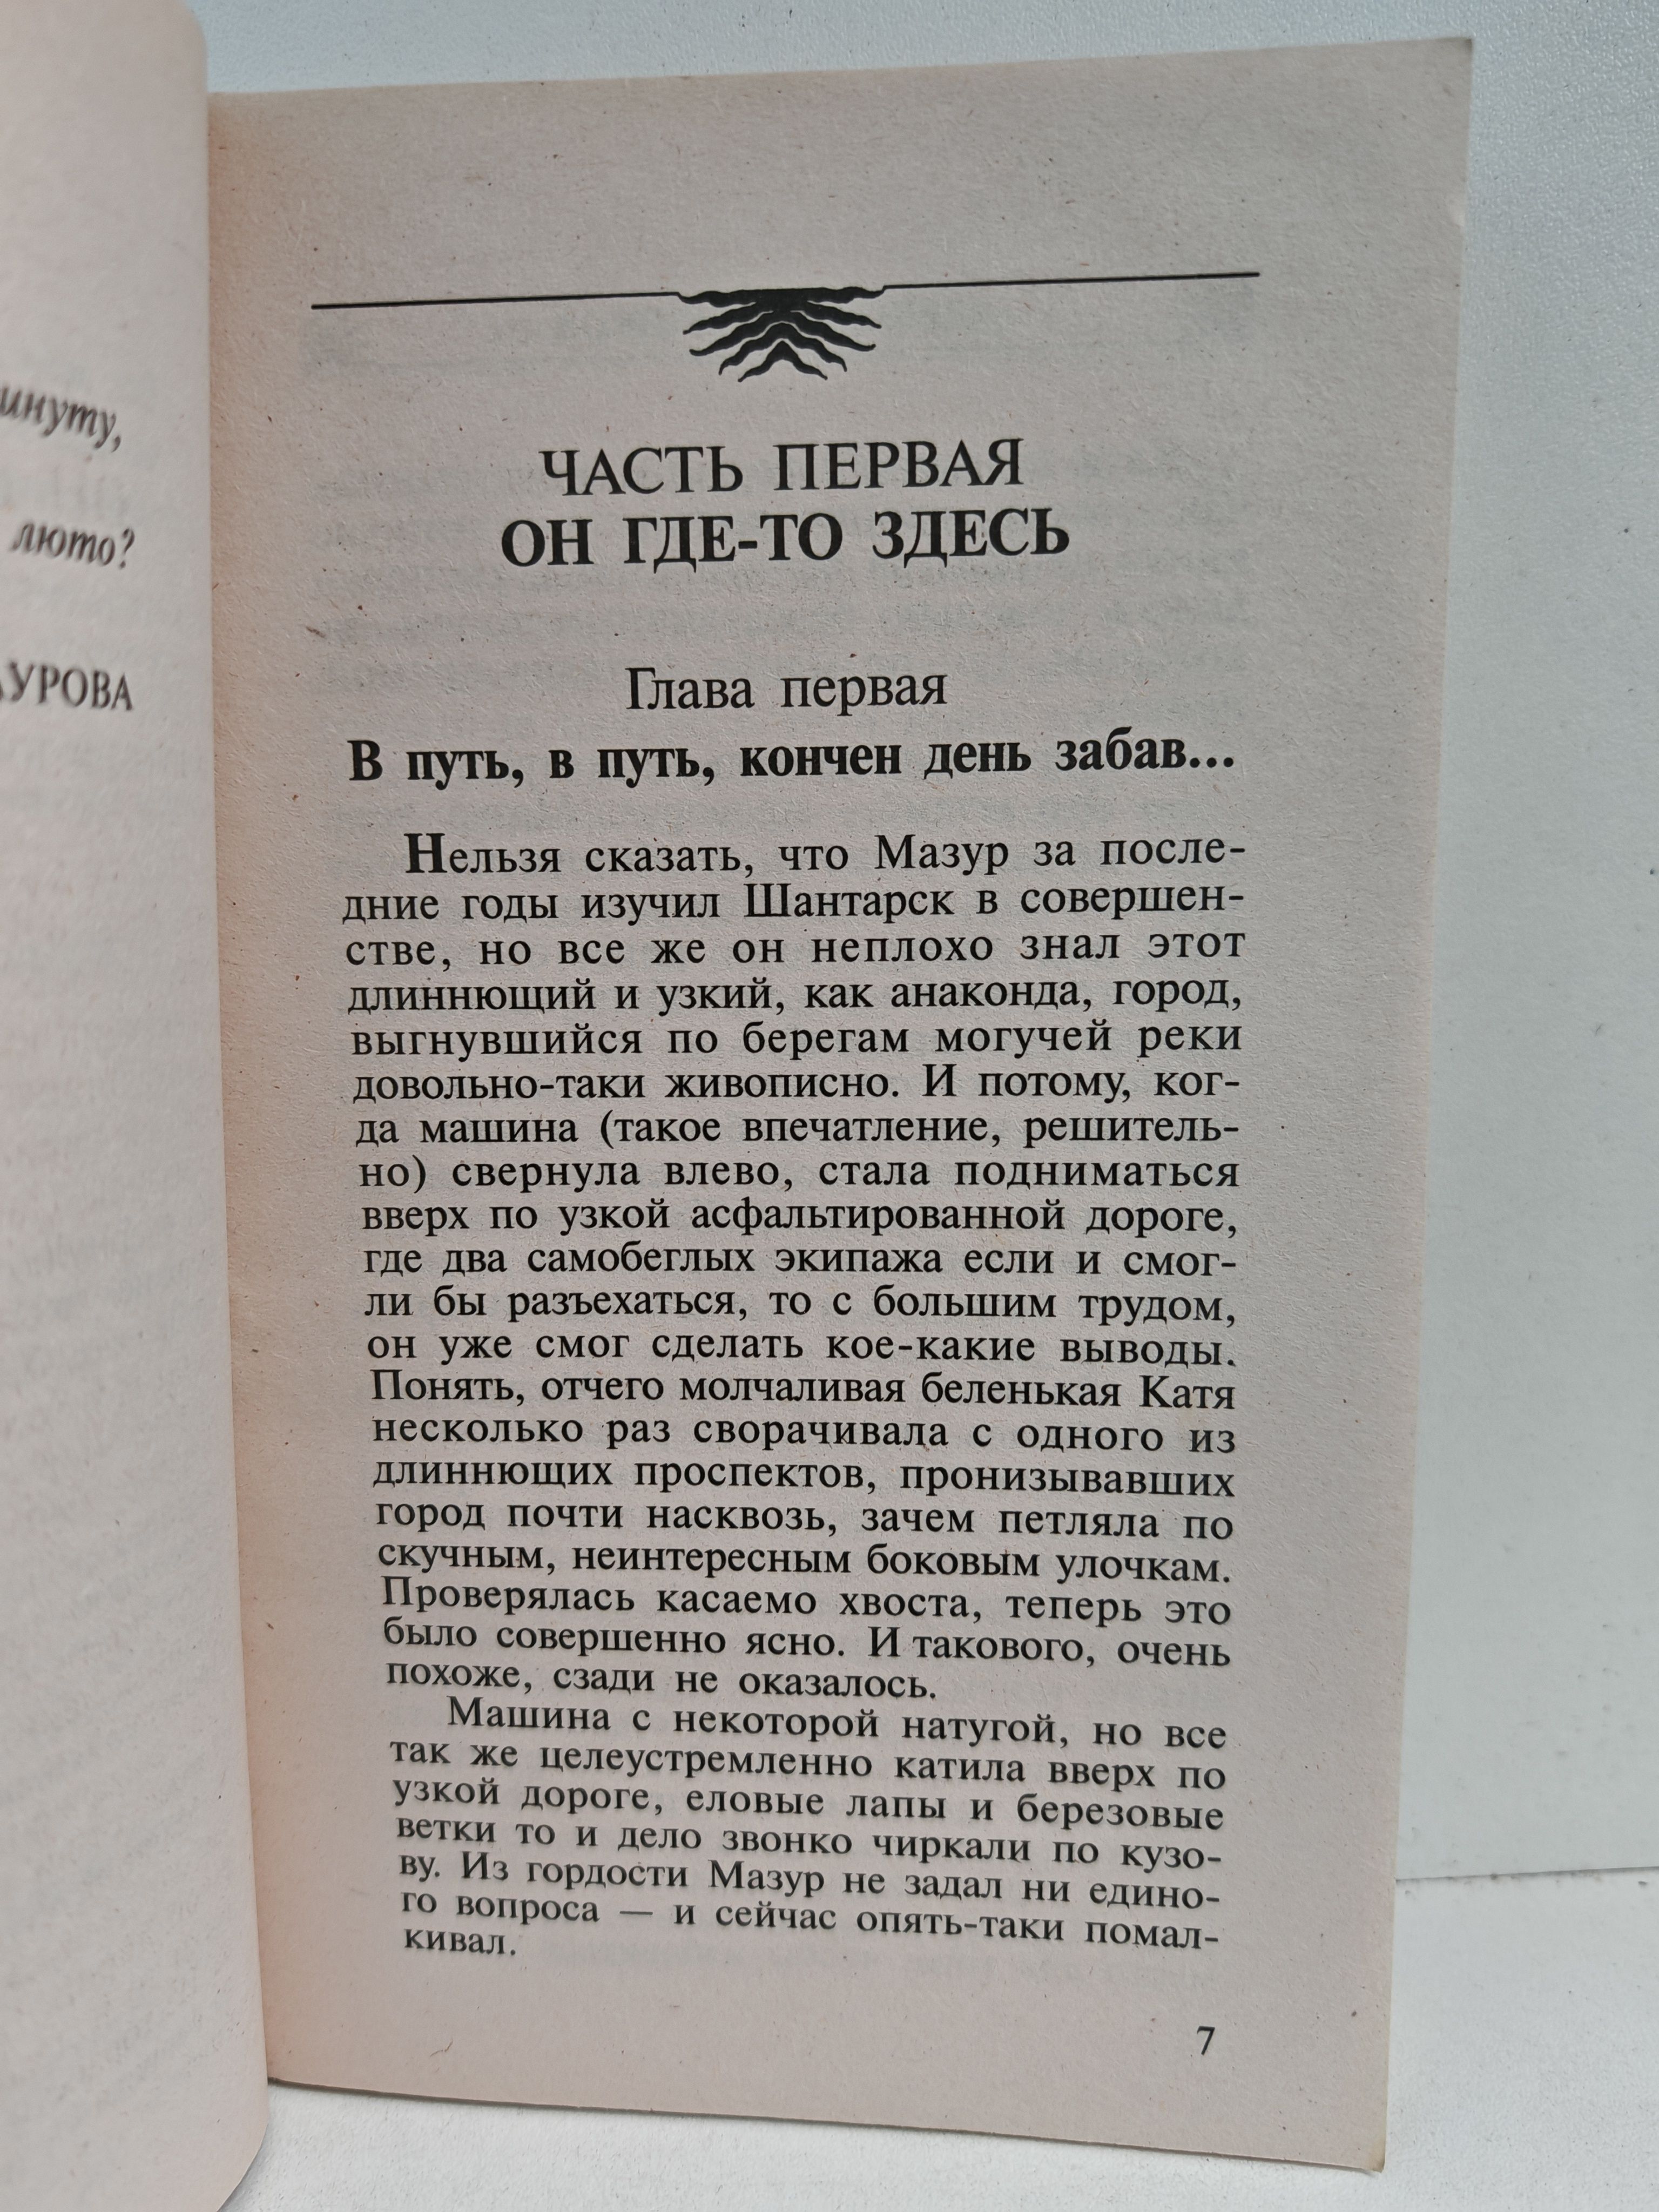 люто?
ЧАСТЬ ПЕРВАЯ
ОН ГДЕ-ТО ЗДЕСЬ
Глава первая
В путь, в путь, кончен день забав...
Нельзя сказать, что Мазур за после-
дние годы изучил Шантарск в совершен-
стве, но все же он неплохо знал этот
длиннющий и узкий, как анаконда, город,
выгнувшийся по берегам могучей реки
довольно-таки живописно. И потому, ког-
да машина (такое впечатление, решитель-
но) свернула влево, стала подниматься
вверх по узкой асфальтированной дороге,
где два самобеглых экипажа если и смог-
ли бы разъехаться, то с большим трудом,
он уже смог сделать кое-какие выводы.
Понять, отчего молчаливая беленькая Катя
несколько раз сворачивала с одного из
длиннющих проспектов, пронизывавших
город почти насквозь, зачем петляла по
скучным, неинтересным боковым улочкам.
Проверялась касаемо хвоста, теперь это
было совершенно ясно. И такового, очень
похоже, сзади не оказалось.
Машина с некоторой натугой, но все
так же целеустремленно катила вверх по
узкой дороге, еловые лапы и березовые
ветки то и дело звонко чиркали по кузо-
ву. Из гордости Мазур не задал ни едино-
го вопроса — и сейчас опять-таки помал-
кивал.
7